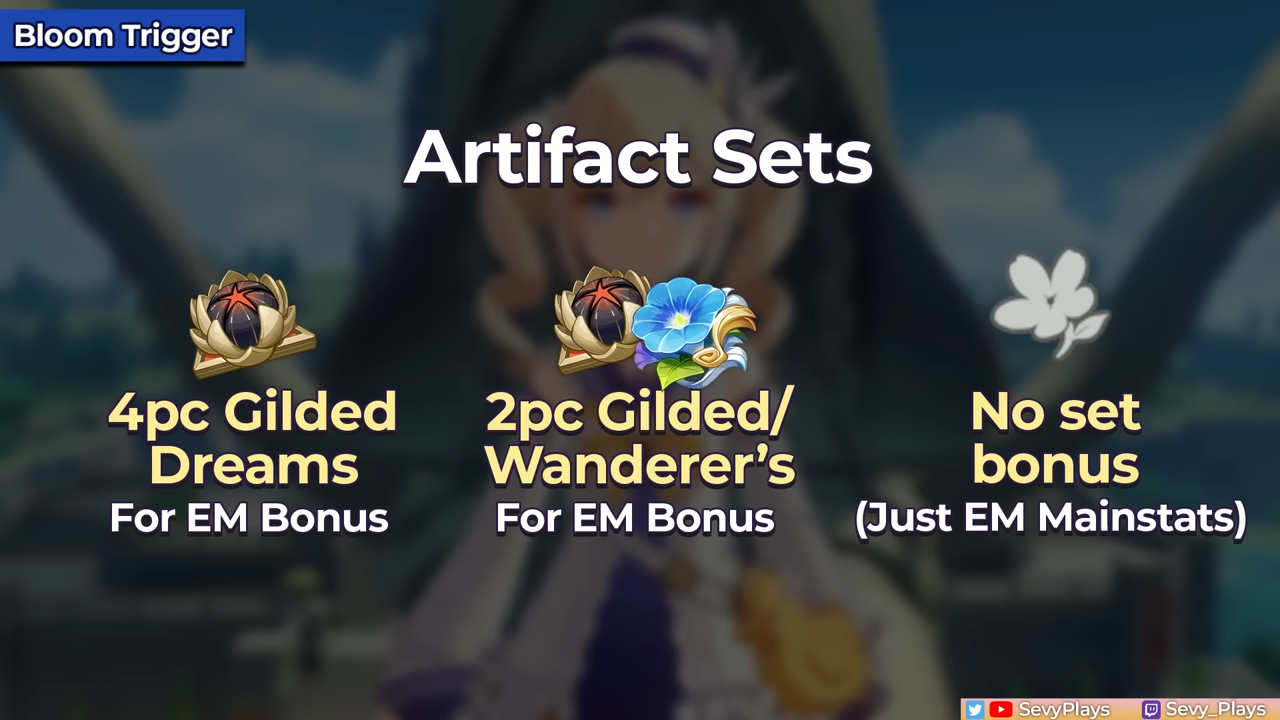 Bloom Trigger
Artifact Sets
4pc Gilded
Dreams
For EM Bonus
2pc Gilded/
Wanderer’s
For EM Bonus
No set
bonus
(Just EM Mainstats)
SevyPlays
Sevy_Plays